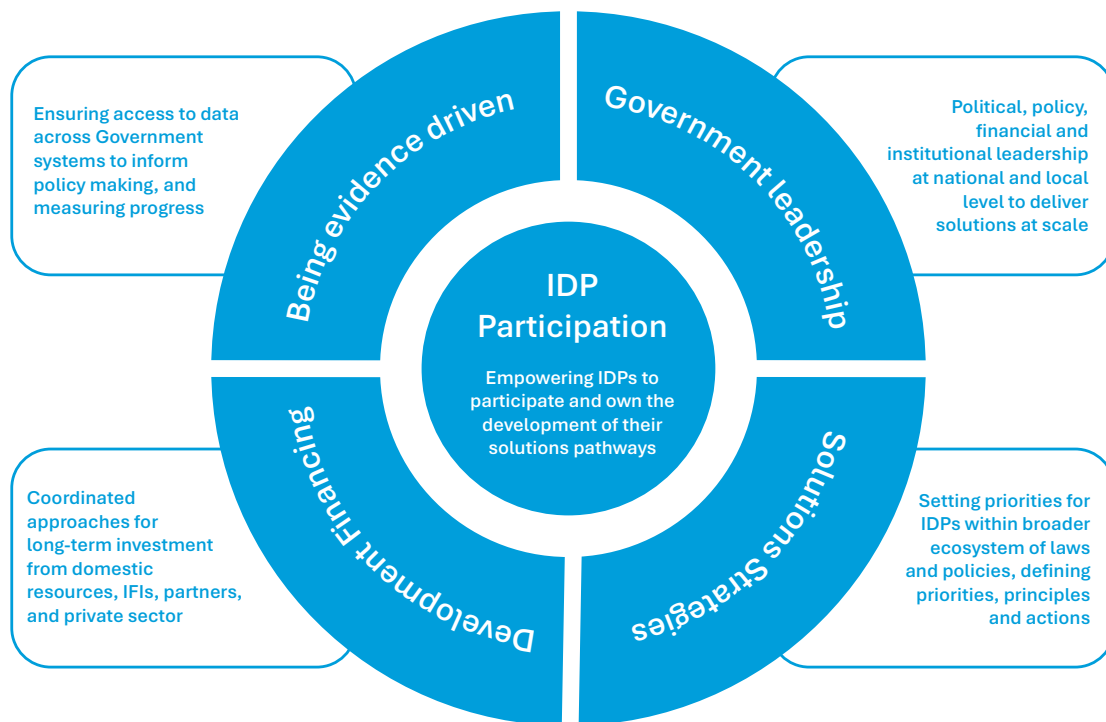 Being evidence driven
Government leadership
Ensuring access to data
across Government
systems to inform
policy making, and
measuring progress
Political, policy,
financial and
institutional leadership
at national and local
level to deliver
solutions at scale
IDP
Participation
Empowering IDPs to
participate and own the
development of their
solutions pathways
Development Financing
Solutions Strategies
Coordinated
approaches for
long-term investment
from domestic
resources, IFIs, partners,
and private sector
Setting priorities for
IDPs within broader
ecosystem of laws
and policies, defining
priorities, principles
and actions